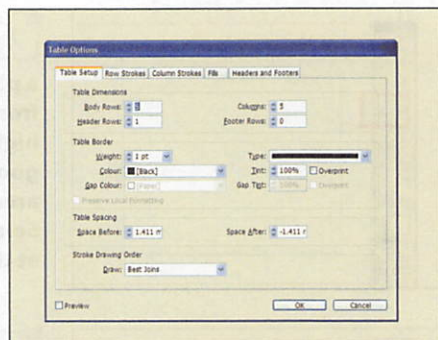 Table Options
Table Setup Row Strokes Column Strokes Fills Headers and Footers
Table Dimensions
Body Rows: Columns: 5
Header Rows: 1 Footer Rows: 0
Table Border
Weight: 1 pt Type:
Colour: [Black] Tint: 100% Overprint
Gap Colour: [Paper] Gap Tint: 100% Overprint
Preserve Local Formatting
Table Spacing
Space Before: 1.411 m Space After: -1.411 m
Stroke Drawing Order
Draw: Best Joins
Preview OK Cancel